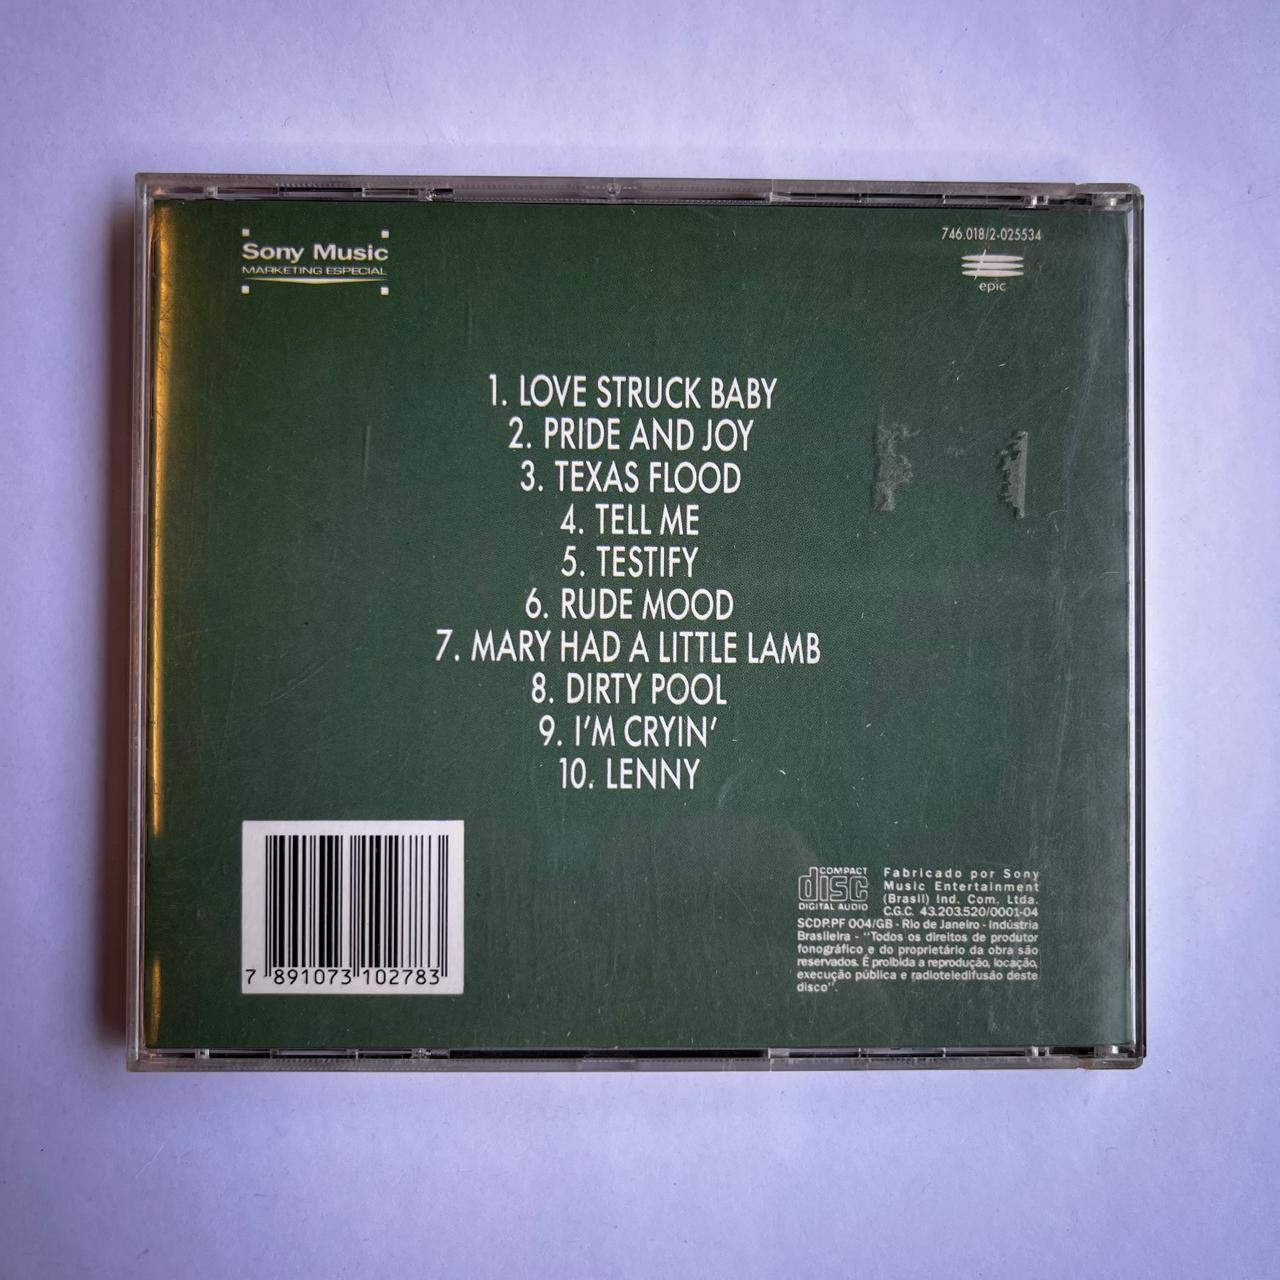 Sony Music
MARKETING ESPECIAL
746.018/2-025534
epic
1. LOVE STRUCK BABY
2. PRIDE AND JOY
3. TEXAS FLOOD
4. TELL ME
5. TESTIFY
6. RUDE MOOD
7. MARY HAD A LITTLE LAMB
8. DIRTY POOL
9. I'M CRYIN'
10. LENNY
7 891073 102783
COMPACT
disc
DIGITAL AUDIO
Fabricado por Sony
Music Entertainment
(Brasil) Ind. Com. Ltda.
C.G.C. 43.203.520/0001-04
SCDP.PF 004/GB - Rio de Janeiro - Indústria
Brasileira - "Todos os direitos de produtor
fonográfico e do proprietário da obra são
reservados. É proibida a reprodução, locação,
execução pública e radioteledifusão deste
disco".